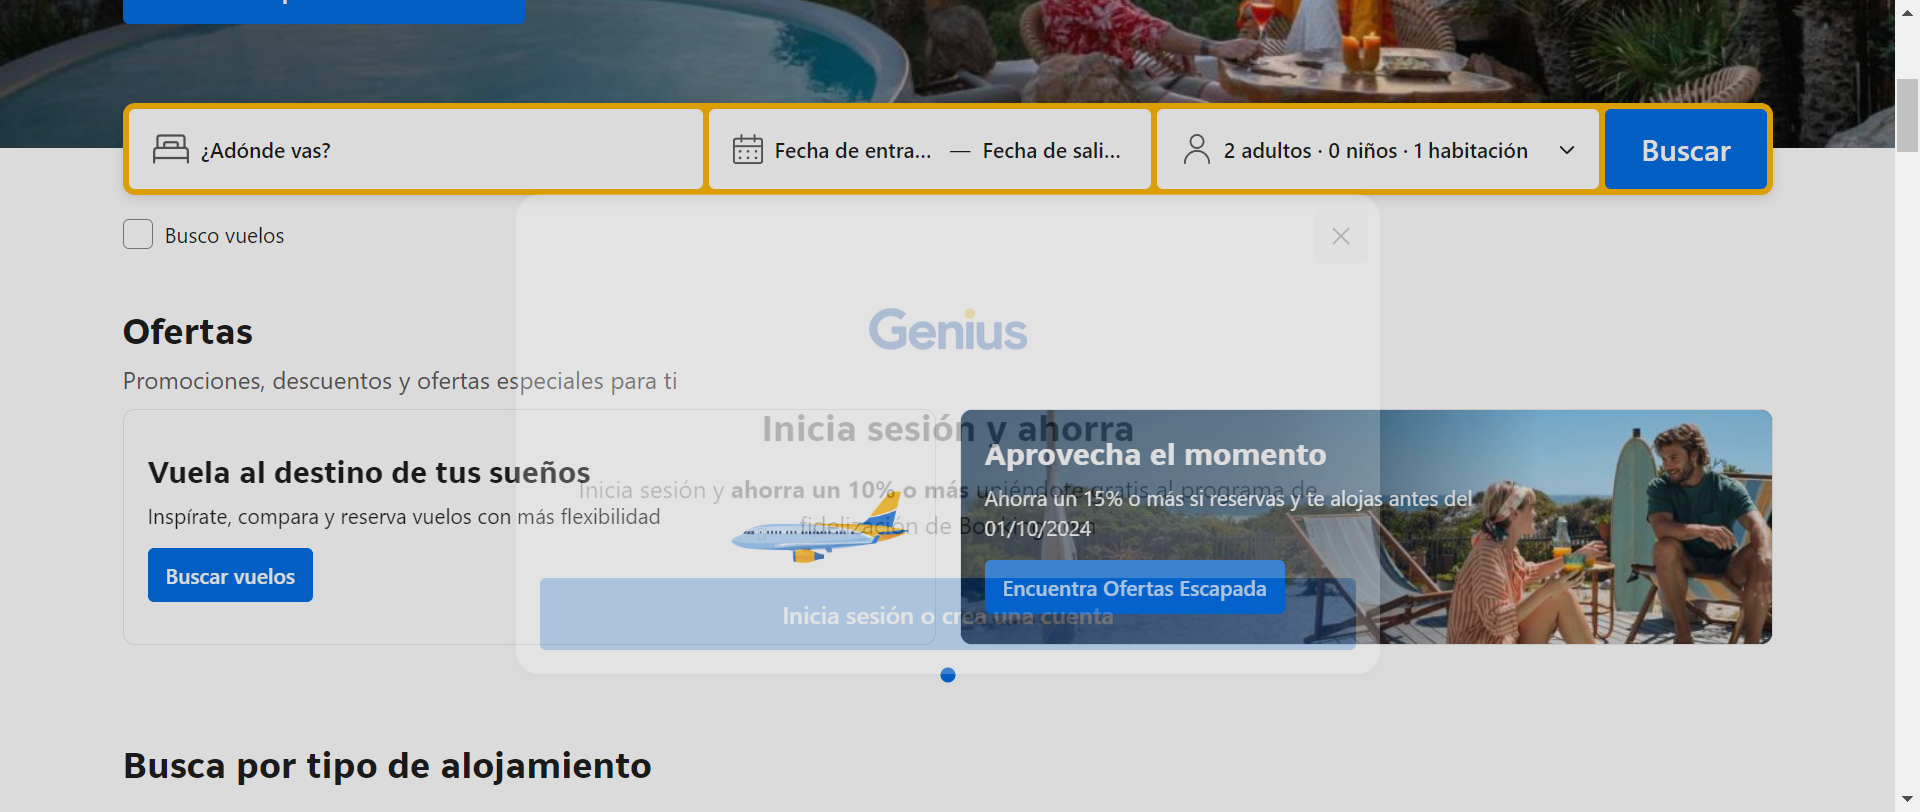 ¿Adónde vas?
Fecha de entra... — Fecha de sali...
2 adultos · 0 niños · 1 habitación
Buscar
Busco vuelos
Genius
Ofertas
Promociones, descuentos y ofertas especiales para ti
Inicia sesión y ahorra
Inicia sesión y ahorra un 10% o más uniéndote gratis al programa de
fidelización de
Inicia sesión o crea una cuenta
Vuela al destino de tus sueños
Inspírate, compara y reserva vuelos con más flexibilidad
Buscar vuelos
Aprovecha el momento
Ahorra un 15% o más si reservas y te alojas antes del
01/10/2024
Encuentra Ofertas Escapada
Busca por tipo de alojamiento